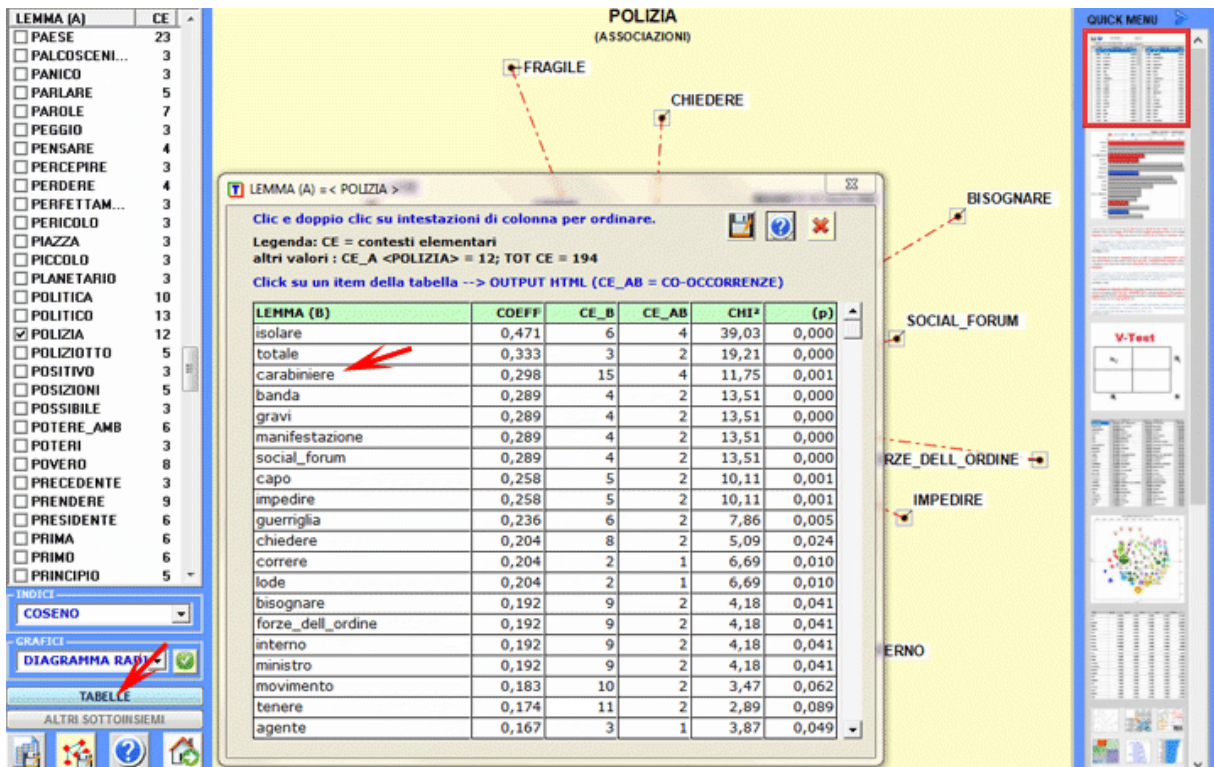 LEMMA (A) CE
PAESE 23
PALCOSCENI... 3
PANICO 3
PARLARE 5
PAROLE 7
PEGGIO 3
PENSARE 4
PERCEPIRE 3
PERDERE 4
PERFETTAM... 3
PERICOLO 3
PIAZZA 3
PICCOLO 3
PLANETARIO 3
POLITICA 10
POLITICO 13
POLIZIA 12
POLIZIOTTO 5
POSITIVO 3
POSIZIONI 5
POSSIBILE 3
POTERE_AMB 6
POTERI 3
POVERO 8
PRECEDENTE 3
PRENDERE 9
PRESIDENTE 6
PRIMA 6
PRIMO 6
PRINCIPIO 5
INDICI
COSENO
GRAFICI
DIAGRAMMA RADI
TABELLE
ALTRI SOTTOINSIEMI
POLIZIA
(ASSOCIAZIONI)
FRAGILE
CHIEDERE
BISOGNARE
SOCIAL_FORUM
RZE_DELL_ORDINE
IMPEDIRE
ERNO
LEMMA (A) = < POLIZIA >
Clic e doppio clic su intestazioni di colonna per ordinare.
Legenda: CE = contesti elementari
altri valori : CE_A <POLIZIA> = 12; TOT CE = 194
Click su un item della tabella --> OUTPUT HTML (CE_AB = CO-OCCORRENZE)
LEMMA (B) COEFF CE_B CE_AB CHI² (p)
isolare 0,471 6 4 39,03 0,000
totale 0,333 3 2 19,21 0,000
carabiniere 0,298 15 4 11,75 0,001
banda 0,289 4 2 13,51 0,000
gravi 0,289 4 2 13,51 0,000
manifestazione 0,289 4 2 13,51 0,000
social_forum 0,289 4 2 13,51 0,000
capo 0,258 5 2 10,11 0,001
impedire 0,258 5 2 10,11 0,001
guerriglia 0,236 6 2 7,86 0,005
chiedere 0,204 8 2 5,09 0,024
correre 0,204 2 1 6,69 0,010
lode 0,204 2 1 6,69 0,010
bisognare 0,192 9 2 4,18 0,041
forze_dell_ordine 0,192 9 2 4,18 0,041
interno 0,192 9 2 4,18 0,041
ministro 0,192 9 2 4,18 0,041
movimento 0,183 10 2 3,47 0,062
tenere 0,174 11 2 2,89 0,089
agente 0,167 3 1 3,87 0,049
QUICK MENU
V-Test